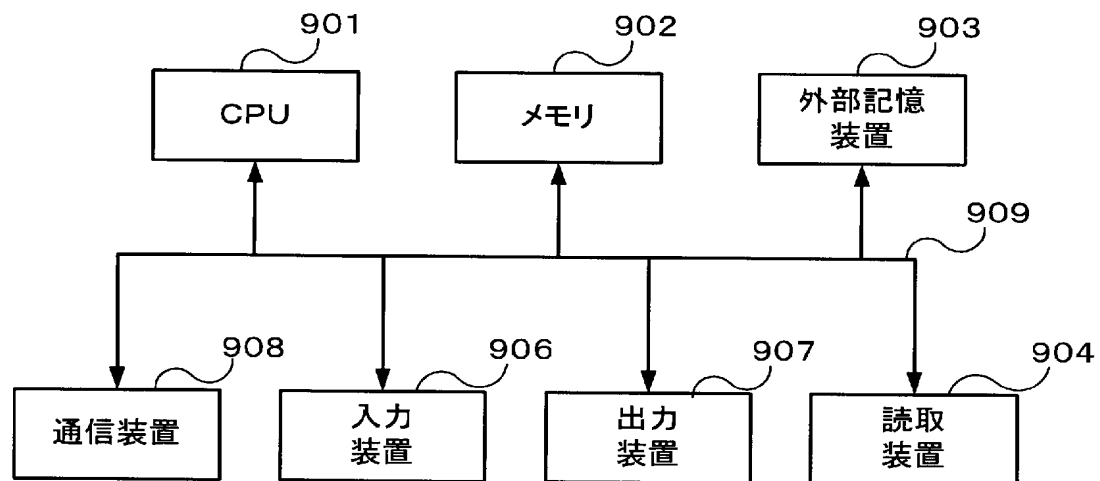 901
902
903
CPU
メモリ
外部記憶
装置
909
908
906
907
904
通信装置
入力
装置
出力
装置
読取
装置